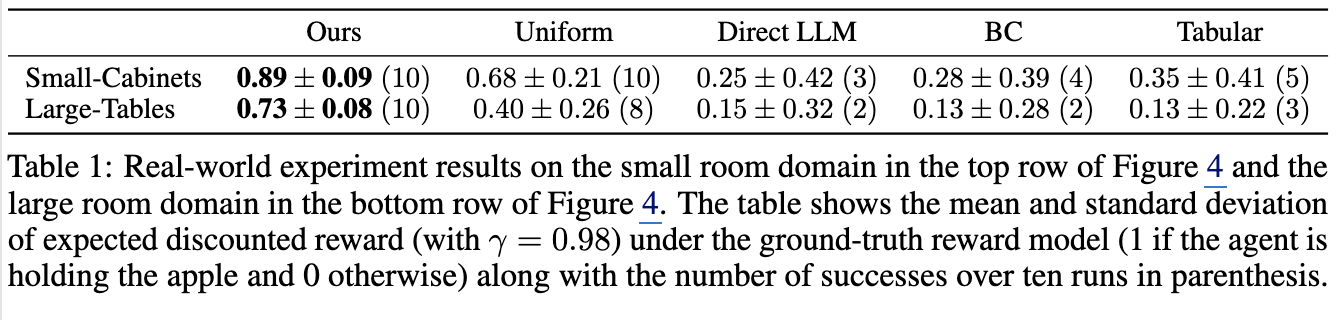 Ours Uniform Direct LLM BC Tabular
Small-Cabinets 0.89 ± 0.09 (10) 0.68 ± 0.21 (10) 0.25 ± 0.42 (3) 0.28 ± 0.39 (4) 0.35 ± 0.41 (5)
Large-Tables 0.73 ± 0.08 (10) 0.40 ± 0.26 (8) 0.15 ± 0.32 (2) 0.13 ± 0.28 (2) 0.13 ± 0.22 (3)
Table 1: Real-world experiment results on the small room domain in the top row of Figure 4 and the
large room domain in the bottom row of Figure 4. The table shows the mean and standard deviation
of expected discounted reward (with γ = 0.98) under the ground-truth reward model (1 if the agent is
holding the apple and 0 otherwise) along with the number of successes over ten runs in parenthesis.